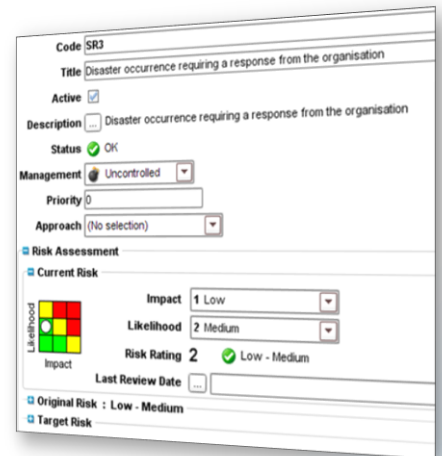 Code SR3
Title Disaster occurrence requiring a response from the organisation
Active
Description ... Disaster occurrence requiring a response from the organisation
Status OK
Management Uncontrolled
Priority 0
Approach (No selection)
Risk Assessment
Current Risk
Impact 1 Low
Likelihood 2 Medium
Likelihood
Impact
Risk Rating 2 Low - Medium
Last Review Date ...
Original Risk : Low - Medium
Target Risk